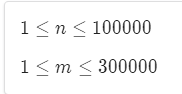 1 ≤ n ≤ 100000
1 ≤ m ≤ 300000